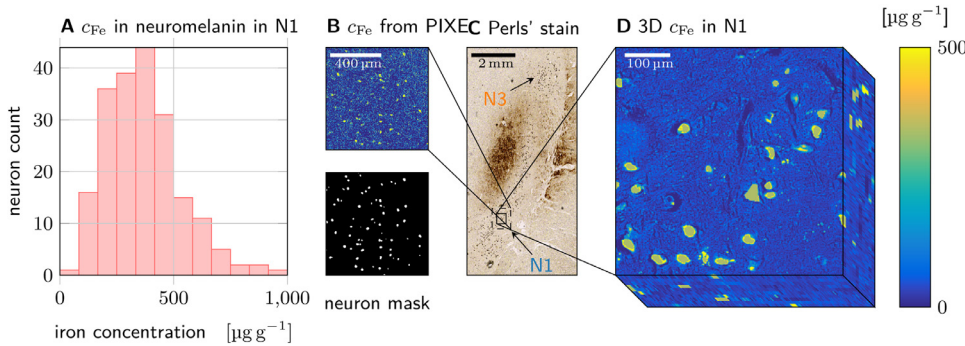 A c_Fe in neuromelanin in N1
B c_Fe from PIXE
C Perls' stain
D 3D c_Fe in N1
[µg g⁻¹]
neuron count
40
30
20
10
0
0
500
1,000
iron concentration [µg g⁻¹]
400 µm
neuron mask
2 mm
N3
N1
100 µm
500
0